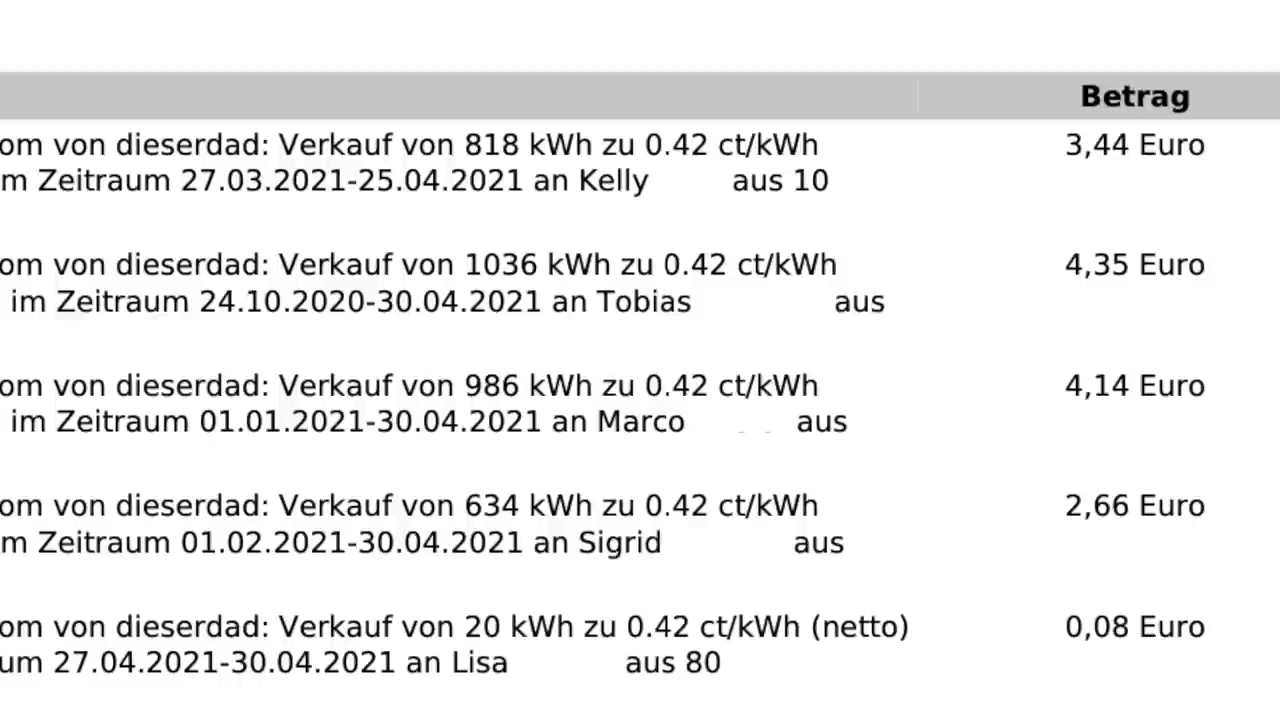 Betrag
om von dieserdad: Verkauf von 818 kWh zu 0.42 ct/kWh 3,44 Euro
m Zeitraum 27.03.2021-25.04.2021 an Kelly aus 10
om von dieserdad: Verkauf von 1036 kWh zu 0.42 ct/kWh 4,35 Euro
im Zeitraum 24.10.2020-30.04.2021 an Tobias aus
om von dieserdad: Verkauf von 986 kWh zu 0.42 ct/kWh 4,14 Euro
im Zeitraum 01.01.2021-30.04.2021 an Marco aus
om von dieserdad: Verkauf von 634 kWh zu 0.42 ct/kWh 2,66 Euro
m Zeitraum 01.02.2021-30.04.2021 an Sigrid aus
om von dieserdad: Verkauf von 20 kWh zu 0.42 ct/kWh (netto) 0,08 Euro
um 27.04.2021-30.04.2021 an Lisa aus 80